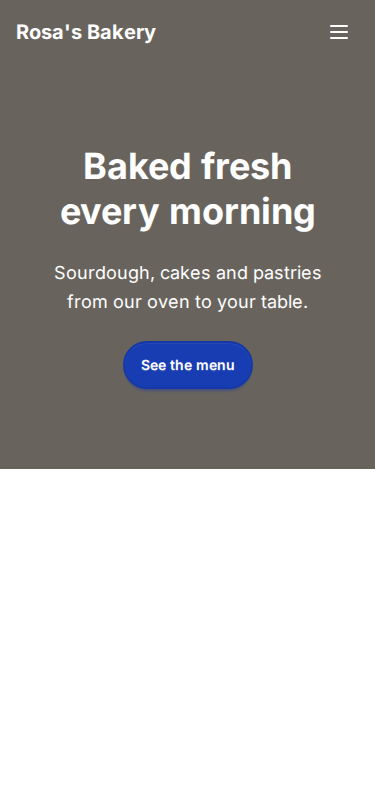 Rosa's Bakery
Baked fresh
every morning
Sourdough, cakes and pastries
from our oven to your table.
See the menu